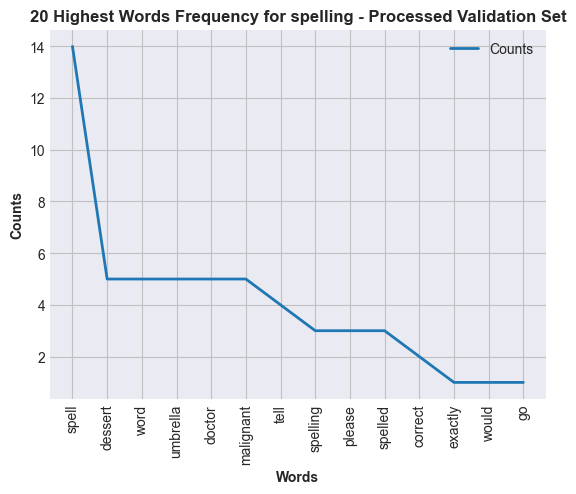 20 Highest Words Frequency for spelling - Processed Validation Set
Counts
14
12
10
8
6
4
2
Counts
spell
dessert
word
umbrella
doctor
malignant
tell
spelling
please
spelled
correct
exactly
would
go
Words